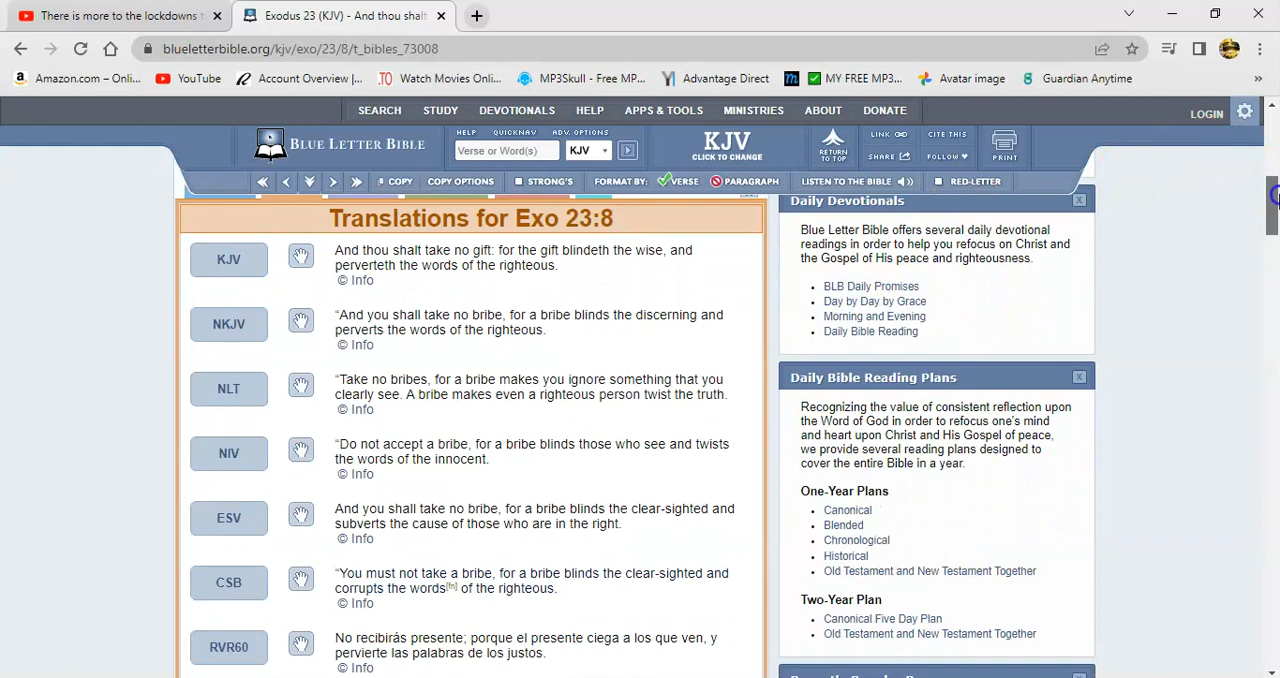 There is more to the lockdowns t
Exodus 23 (KJV) - And thou shalt
blueletterbible.org/kjv/exo/23/8/t_bibles_73008
Amazon.com – Onli...
YouTube
Account Overview |...
Watch Movies Onli...
MP3Skull - Free MP...
Advantage Direct
MY FREE MP3...
Avatar image
Guardian Anytime
SEARCH
STUDY
DEVOTIONALS
HELP
APPS & TOOLS
MINISTRIES
ABOUT
DONATE
LOGIN
BLUE LETTER BIBLE
HELP QUICKNAV ADV. OPTIONS
Verse or Word(s)
KJV
KJV
CLICK TO CHANGE
RETURN
TO TOP
LINK
SHARE
CITE THIS
FOLLOW
PRINT
COPY
COPY OPTIONS
STRONG'S
FORMAT BY:
VERSE
PARAGRAPH
LISTEN TO THE BIBLE
RED-LETTER
Translations for Exo 23:8
KJV
And thou shalt take no gift: for the gift blindeth the wise, and
perverteth the words of the righteous.
© Info
NKJV
“And you shall take no bribe, for a bribe blinds the discerning and
perverts the words of the righteous.
© Info
NLT
“Take no bribes, for a bribe makes you ignore something that you
clearly see. A bribe makes even a righteous person twist the truth.
© Info
NIV
“Do not accept a bribe, for a bribe blinds those who see and twists
the words of the innocent.
© Info
ESV
And you shall take no bribe, for a bribe blinds the clear-sighted and
subverts the cause of those who are in the right.
© Info
CSB
“You must not take a bribe, for a bribe blinds the clear-sighted and
corrupts the words[fn] of the righteous.
© Info
RVR60
No recibirás presente; porque el presente ciega a los que ven, y
pervierte las palabras de los justos.
© Info
Daily Devotionals
Blue Letter Bible offers several daily devotional
readings in order to help you refocus on Christ and
the Gospel of His peace and righteousness.
BLB Daily Promises
Day by Day by Grace
Morning and Evening
Daily Bible Reading
Daily Bible Reading Plans
Recognizing the value of consistent reflection upon
the Word of God in order to refocus one's mind
and heart upon Christ and His Gospel of peace,
we provide several reading plans designed to
cover the entire Bible in a year.
One-Year Plans
Canonical
Blended
Chronological
Historical
Old Testament and New Testament Together
Two-Year Plan
Canonical Five Day Plan
Old Testament and New Testament Together